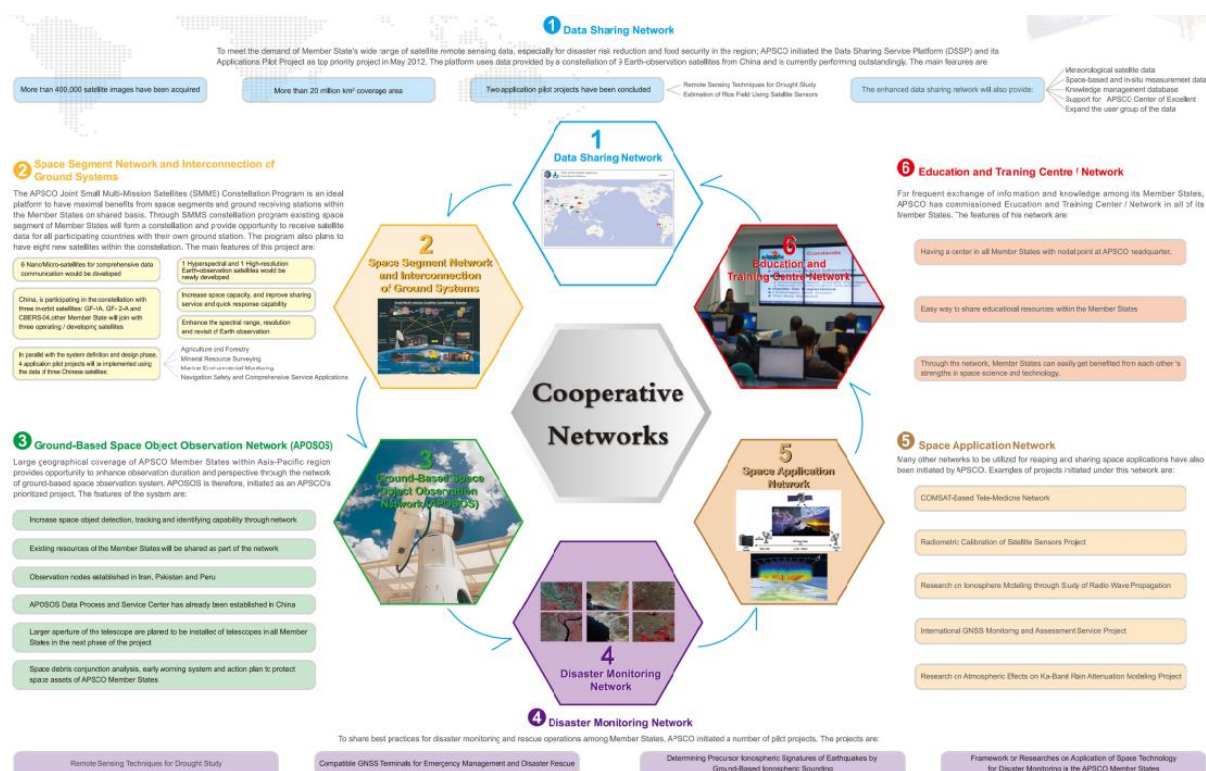 1 Data Sharing Network
To meet the demand of Member State's wide range of satellite remote sensing data, especially for disaster risk reduction and food security in the region; APSCO initiated the Data Sharing Service Platform (DSSP) and its
Applications Pilot Project as top priority project in May 2012. The platform uses data provided by a constellation of 9 Earth-observation satellites from China and is currently performing outstandingly. The main features are
More than 400,000 satellite images have been acquired
More than 20 million km² coverage area
Two application pilot projects have been concluded
Remote Sensing Techniques for Drought Study
Estimation of Rice Field Using Satellite Sensors
The enhanced data sharing network will also provide:
Meteorological satellite data
Space-based and in-situ measurement data
Knowledge management database
Support for APSCO Center of Excellent
Expand the user group of the data
1
Data Sharing Network
2 Space Segment Network and Interconnection of
Ground Systems
The APSCO Joint Small Multi-Mission Satellites (SMMS) Constellation Program is an ideal
platform to have maximal benefits from space segments and ground receiving stations within
the Member States on shared basis. Through SMMS constellation program existing space
segment of Member States will form a constellation and provide opportunity to receive satellite
data for all participating countries with their own ground station. The program also plans to
have eight new satellites within the constellation. The main features of this project are:
6 Nano/Micro-satellites for comprehensive data
communication would be developed
1 Hyperspectral and 1 High-resolution
Earth-observation satellites would be
newly developed
China, is participating in the constellation with
three in-orbit satellites: GF-1A, GF-2-A and
CBERS-04, other Member State will join with
three operating / developing satellites
Increase space capacity, and improve sharing
service and quick response capability
Enhance the spectral range, resolution
and revisit of Earth observation
In parallel with the system definition and design phase,
4 application pilot projects will be implemented using
the data of three Chinese satellites:
Agriculture and Forestry
Mineral Resource Surveying
Marine Environmental Monitoring
Navigation Safety and Comprehensive Service Applications
2
Space Segment Network
and Interconnection
of Ground Systems
6
Education and
Training Centre Network
6 Education and Training Centre / Network
For frequent exchange of information and knowledge among its Member States,
APSCO has commissioned Education and Training Center / Network in all of its
Member States. The features of his network are:
Having a center in all Member States with nodal point at APSCO headquarter.
Easy way to share educational resources within the Member States
Through the network, Member States can easily get benefited from each other's
strengths in space science and technology.
Cooperative
Networks
3 Ground-Based Space Object Observation Network (APOSOS)
Large geographical coverage of APSCO Member States within Asia-Pacific region
provides opportunity to enhance observation duration and perspective through the network
of ground-based space observation system. APOSOS is therefore, initiated as an APSCO's
prioritized project. The features of the system are:
Increase space object detection, tracking and identifying capability through network
Existing resources of the Member States will be shared as part of the network
Observation nodes established in Iran, Pakistan and Peru
APOSOS Data Process and Service Center has already been established in China
Larger aperture of the telescope are planed to be installed of telescopes in all Member
States in the next phase of the project
Space debris conjunction analysis, early worning system and action plan to protect
space assets of APSCO Member States
3
Ground-Based Space
Object Observation
Network (APOSOS)
5
Space Application
Network
5 Space Application Network
Many other networks to be utilized for reaping and sharing space applications have also
been initiated by APSCO. Examples of projects initiated under this network are:
COMSAT-Based Tele-Medicine Network
Radiometric Calibration of Satellite Sensors Project
Research on Ionosphere Modeling through Study of Radio Wave Propagation
International GNSS Monitoring and Assessment Service Project
Research on Atmospheric Effects on Ka-Band Rain Attenuation Modeling Project
4
Disaster Monitoring
Network
4 Disaster Monitoring Network
To share best practices for disaster monitoring and rescue operations among Member States, APSCO initiated a number of pilot projects. The projects are:
Remote Sensing Techniques for Drought Study
Compatible GNSS Terminals for Emergency Management and Disaster Rescue
Determining Precursor Ionospheric Signatures of Earthquakes by
Ground-Based Ionospheric Sounding
Framework for Researches on Application of Space Technology
for Disaster Monitoring in the APSCO Member States